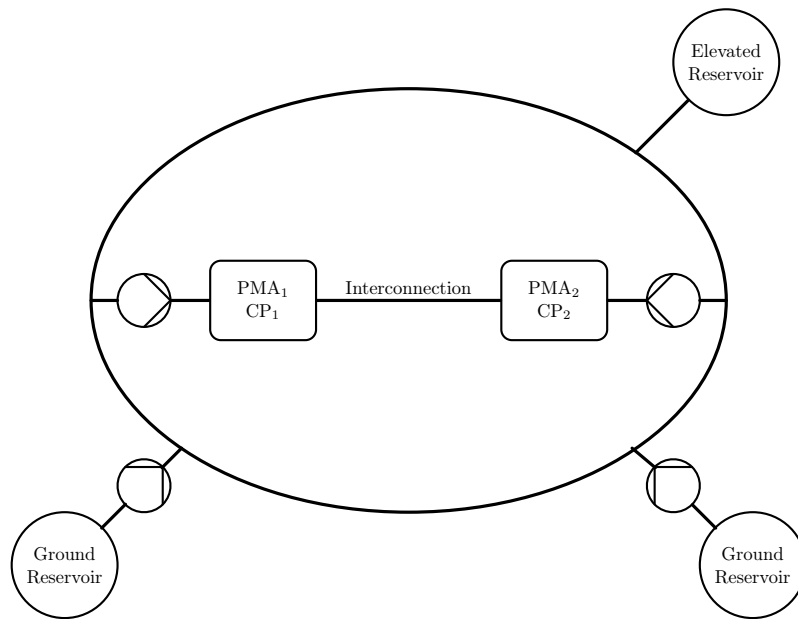 Elevated
Reservoir
PMA₁
CP₁
Interconnection
PMA₂
CP₂
Ground
Reservoir
Ground
Reservoir